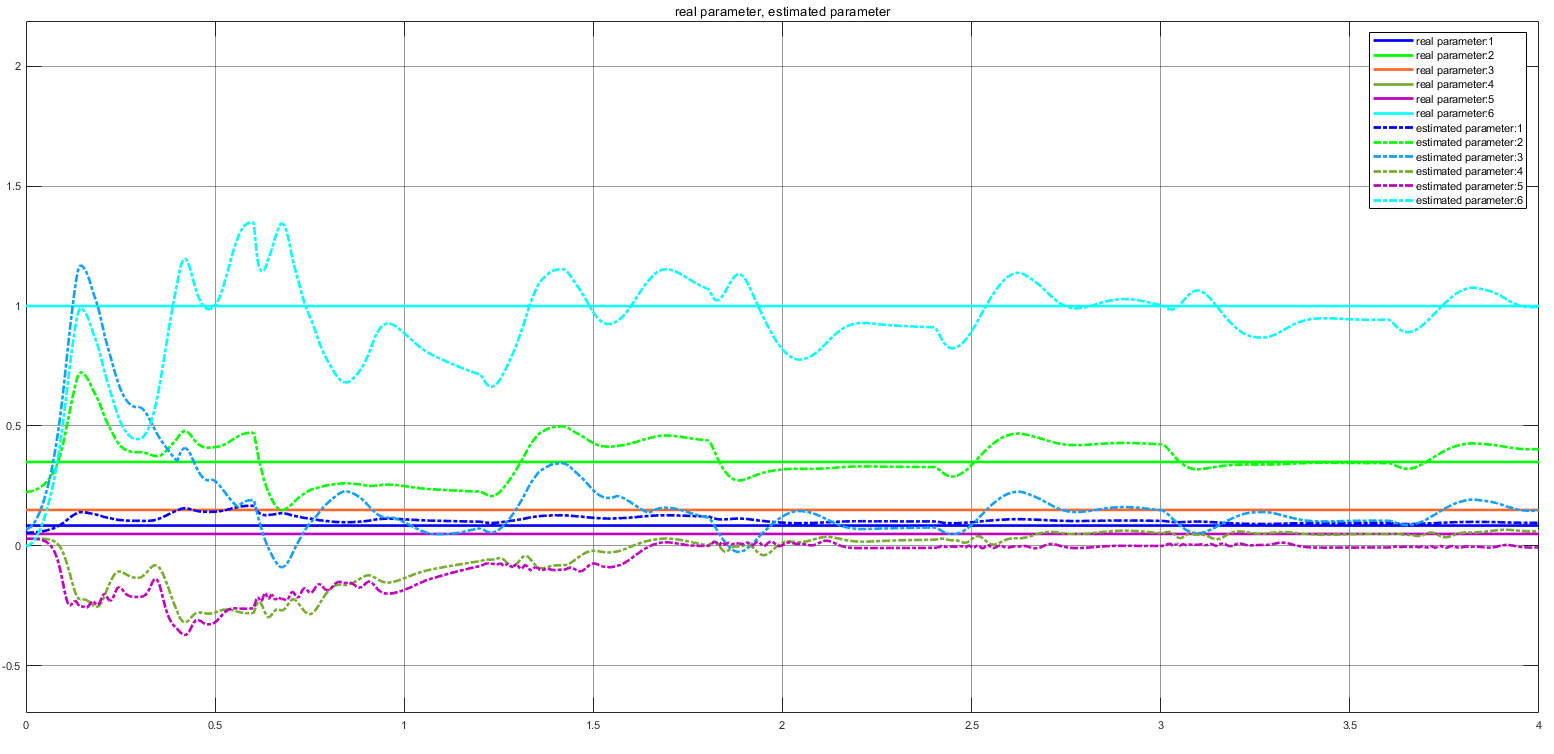 real parameter, estimated parameter
real parameter:1
real parameter:2
real parameter:3
real parameter:4
real parameter:5
real parameter:6
estimated parameter:1
estimated parameter:2
estimated parameter:3
estimated parameter:4
estimated parameter:5
estimated parameter:6
2
1.5
1
0.5
0
-0.5
0 0.5 1 1.5 2 2.5 3 3.5 4